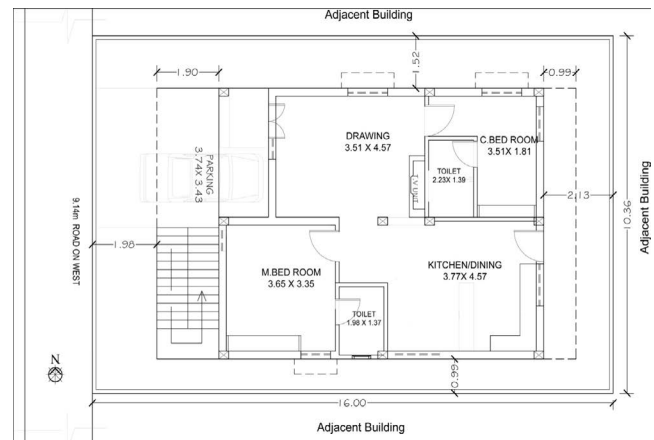 Adjacent Building
1.90
1.52
0.99
DRAWING
3.51 X 4.57
C.BED ROOM
3.51 X 1.81
PARKING
3.74X 3.43
TOILET
2.23X 1.39
TV UNIT
2.13
10.36
Adjacent Building
9.14m ROAD ON WEST
1.98
M.BED ROOM
3.65 X 3.35
KITCHEN/DINING
3.77X 4.57
TOILET
1.98 X 1.37
N
0.99
16.00
Adjacent Building